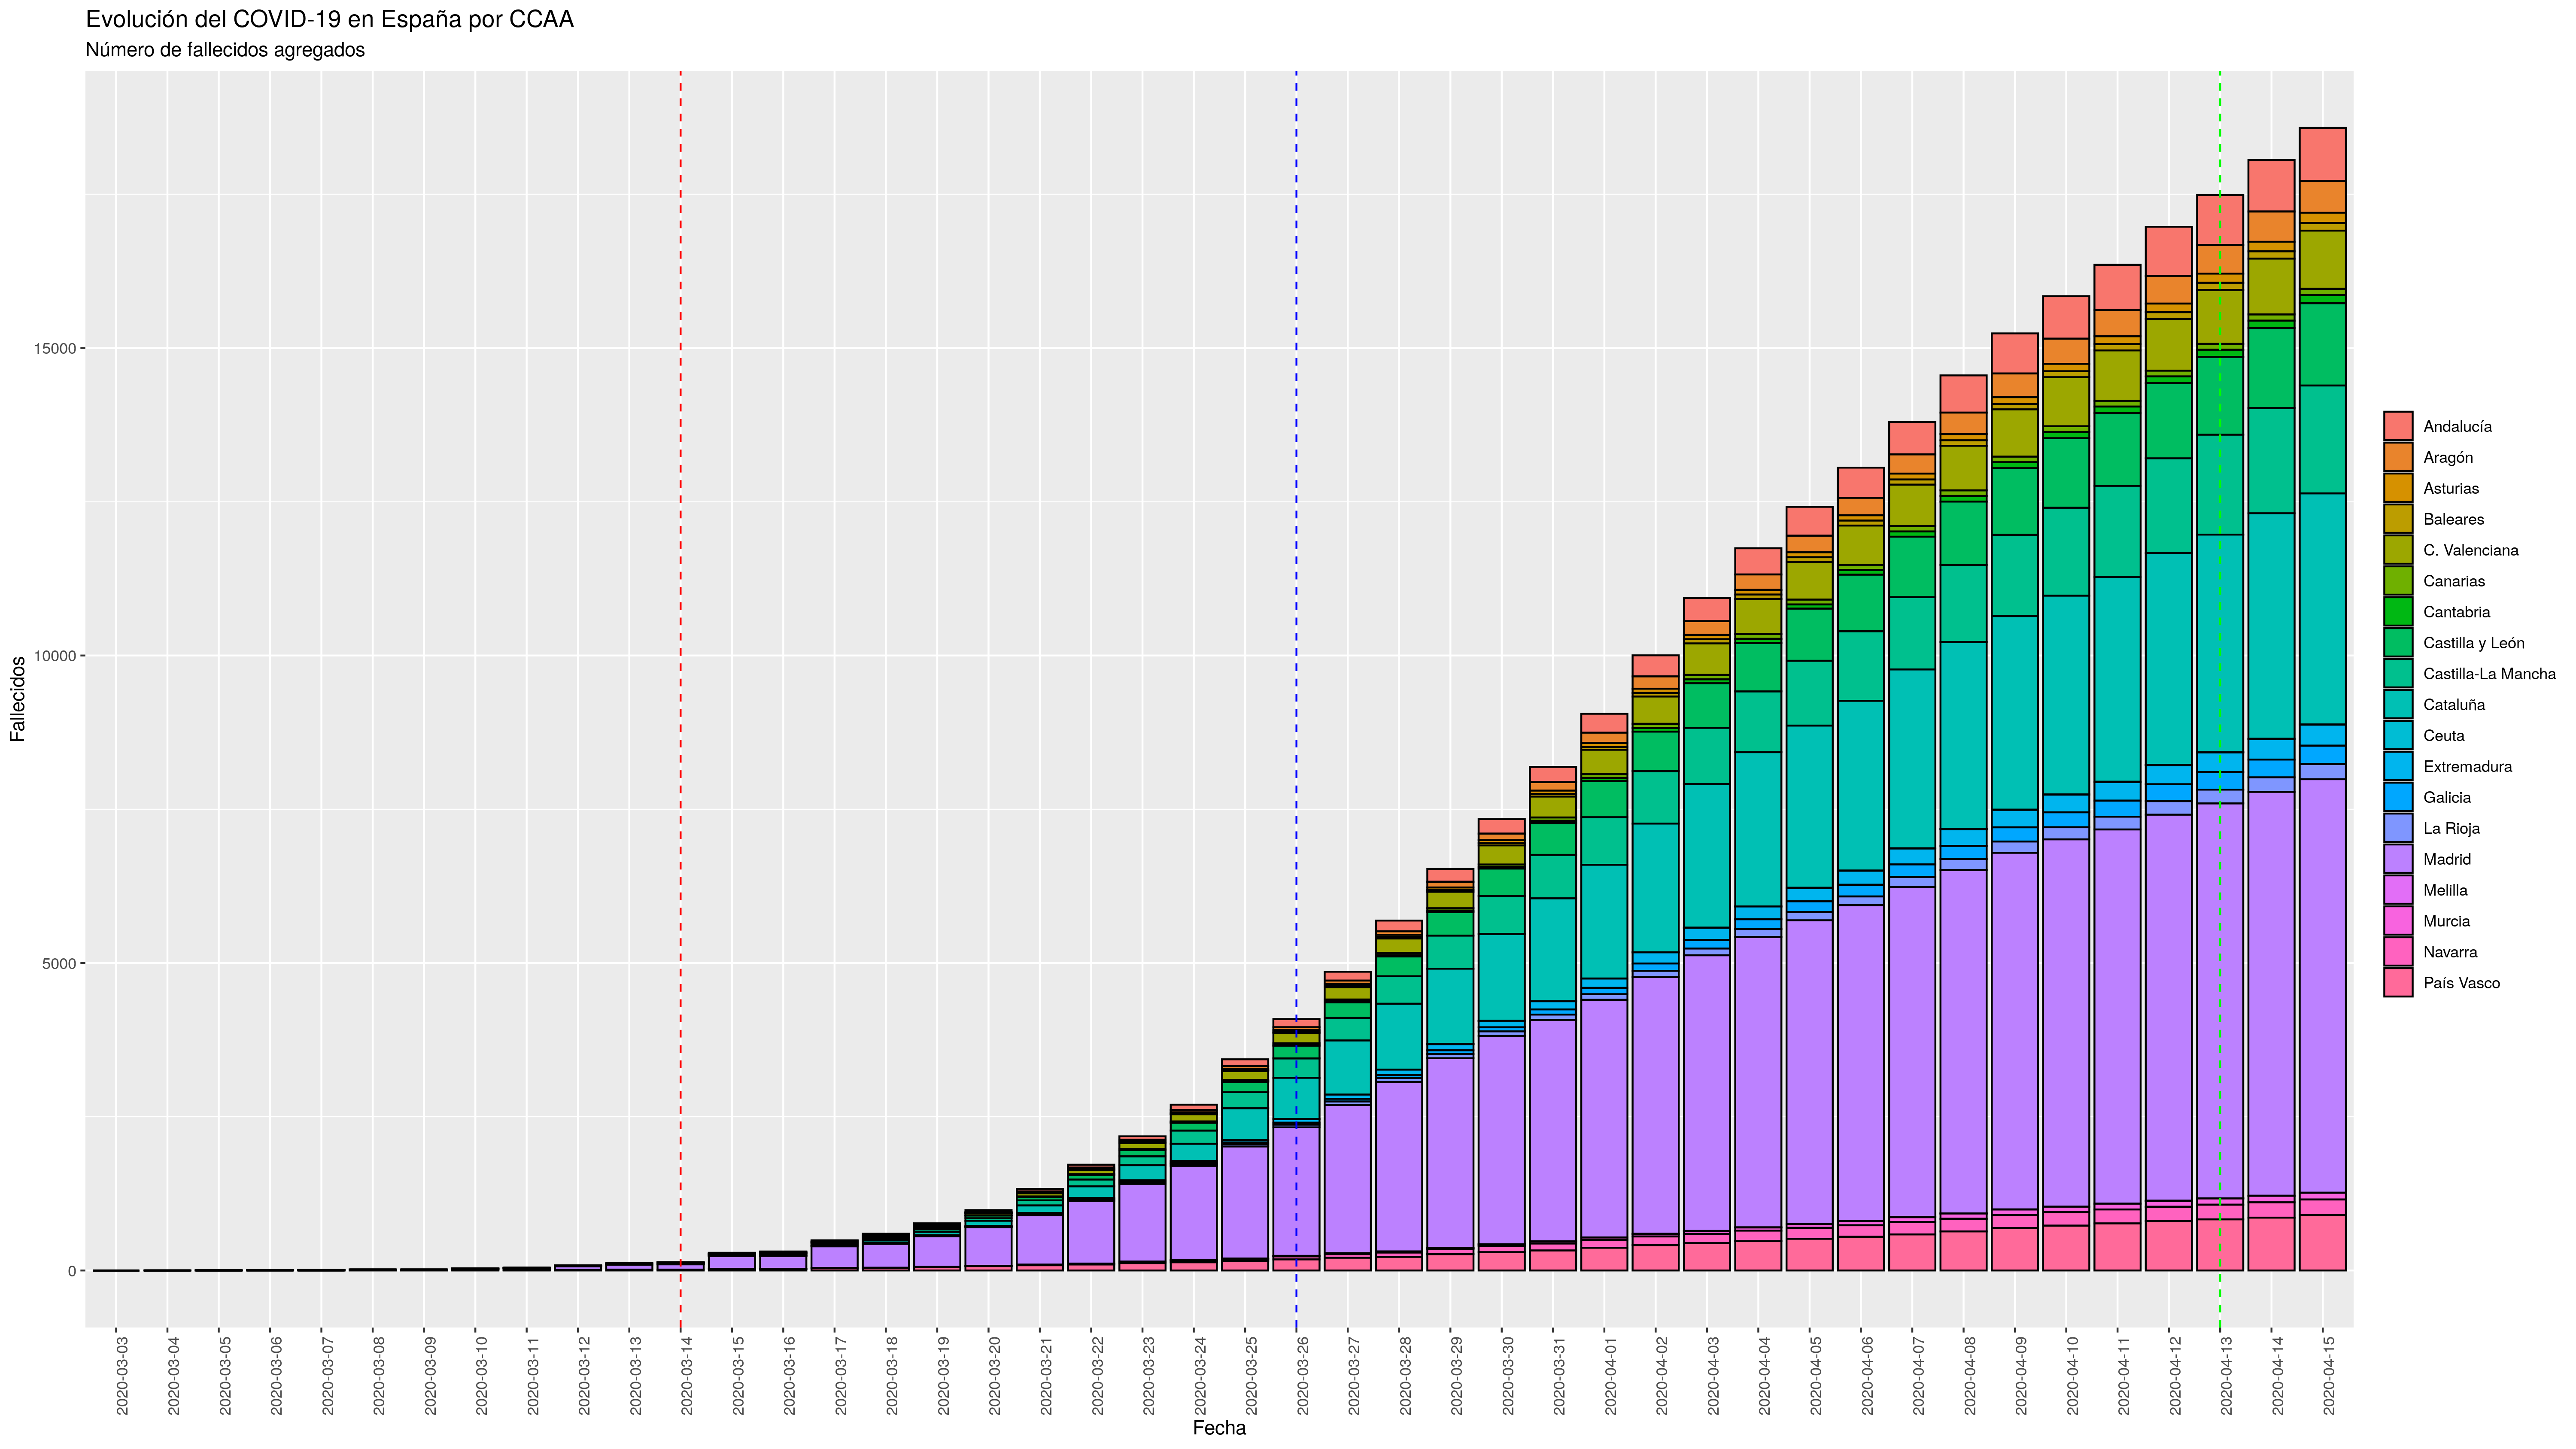 Evolución del COVID-19 en España por CCAA
Número de fallecidos agregados
Fallecidos
15000
10000
5000
0
2020-03-03
2020-03-04
2020-03-05
2020-03-06
2020-03-07
2020-03-08
2020-03-09
2020-03-10
2020-03-11
2020-03-12
2020-03-13
2020-03-14
2020-03-15
2020-03-16
2020-03-17
2020-03-18
2020-03-19
2020-03-20
2020-03-21
2020-03-22
2020-03-23
2020-03-24
2020-03-25
2020-03-26
2020-03-27
2020-03-28
2020-03-29
2020-03-30
2020-03-31
2020-04-01
2020-04-02
2020-04-03
2020-04-04
2020-04-05
2020-04-06
2020-04-07
2020-04-08
2020-04-09
2020-04-10
2020-04-11
2020-04-12
2020-04-13
2020-04-14
2020-04-15
Fecha
Andalucía
Aragón
Asturias
Baleares
C. Valenciana
Canarias
Cantabria
Castilla y León
Castilla-La Mancha
Cataluña
Ceuta
Extremadura
Galicia
La Rioja
Madrid
Melilla
Murcia
Navarra
País Vasco